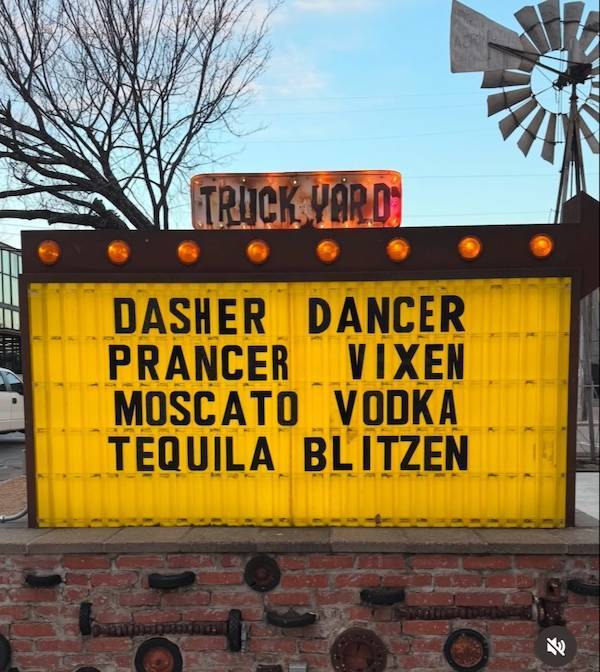 TRUCK YARD
DASHER DANCER
PRANCER VIXEN
MOSCATO VODKA
TEQUILA BLITZEN